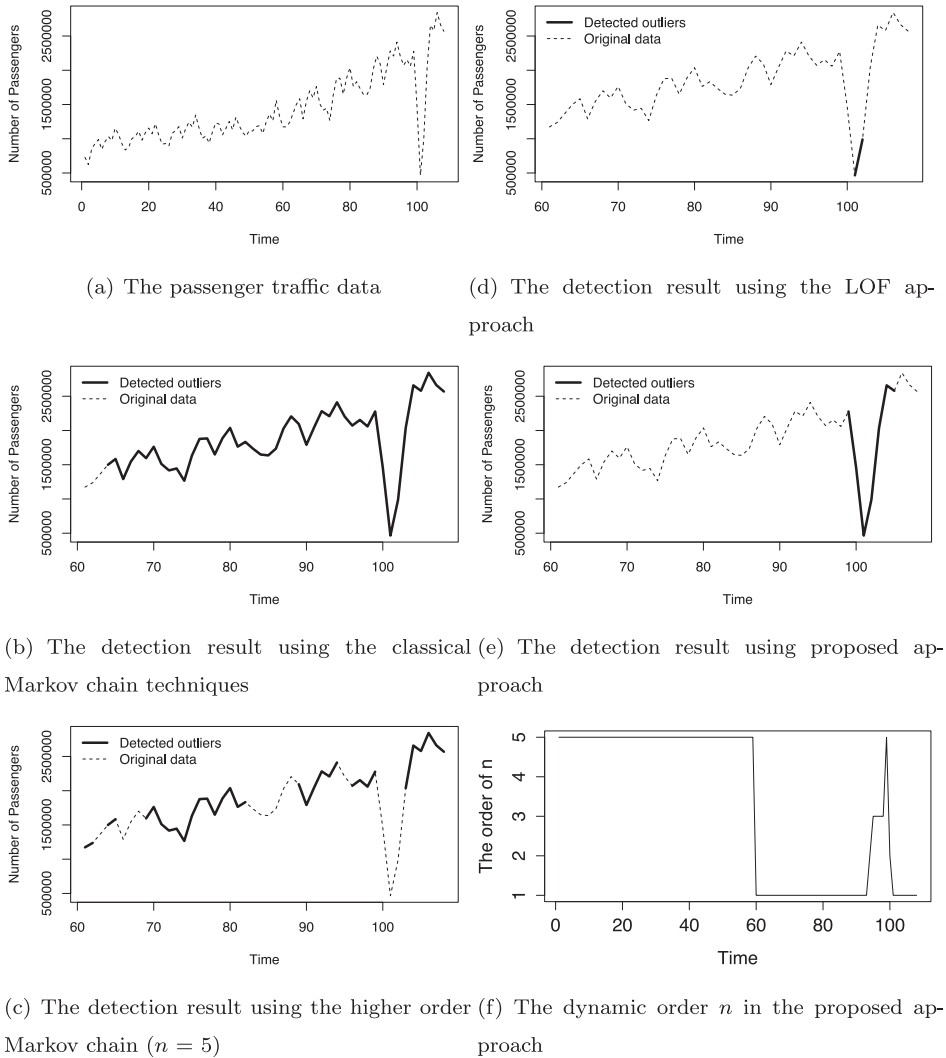 Number of Passengers
2500000
1500000
500000
0 20 40 60 80 100
Time
(a) The passenger traffic data
Number of Passengers
2500000
1500000
500000
Detected outliers
Original data
60 70 80 90 100
Time
(d) The detection result using the LOF ap-
proach
Number of Passengers
2500000
1500000
500000
Detected outliers
Original data
60 70 80 90 100
Time
(b) The detection result using the classical
Markov chain techniques
Number of Passengers
2500000
1500000
500000
Detected outliers
Original data
60 70 80 90 100
Time
(e) The detection result using proposed ap-
proach
Number of Passengers
2500000
1500000
500000
Detected outliers
Original data
60 70 80 90 100
Time
(c) The detection result using the higher order
Markov chain (n = 5)
The order of n
5
3
2
1
0 20 40 60 80 100
Time
(f) The dynamic order n in the proposed ap-
proach